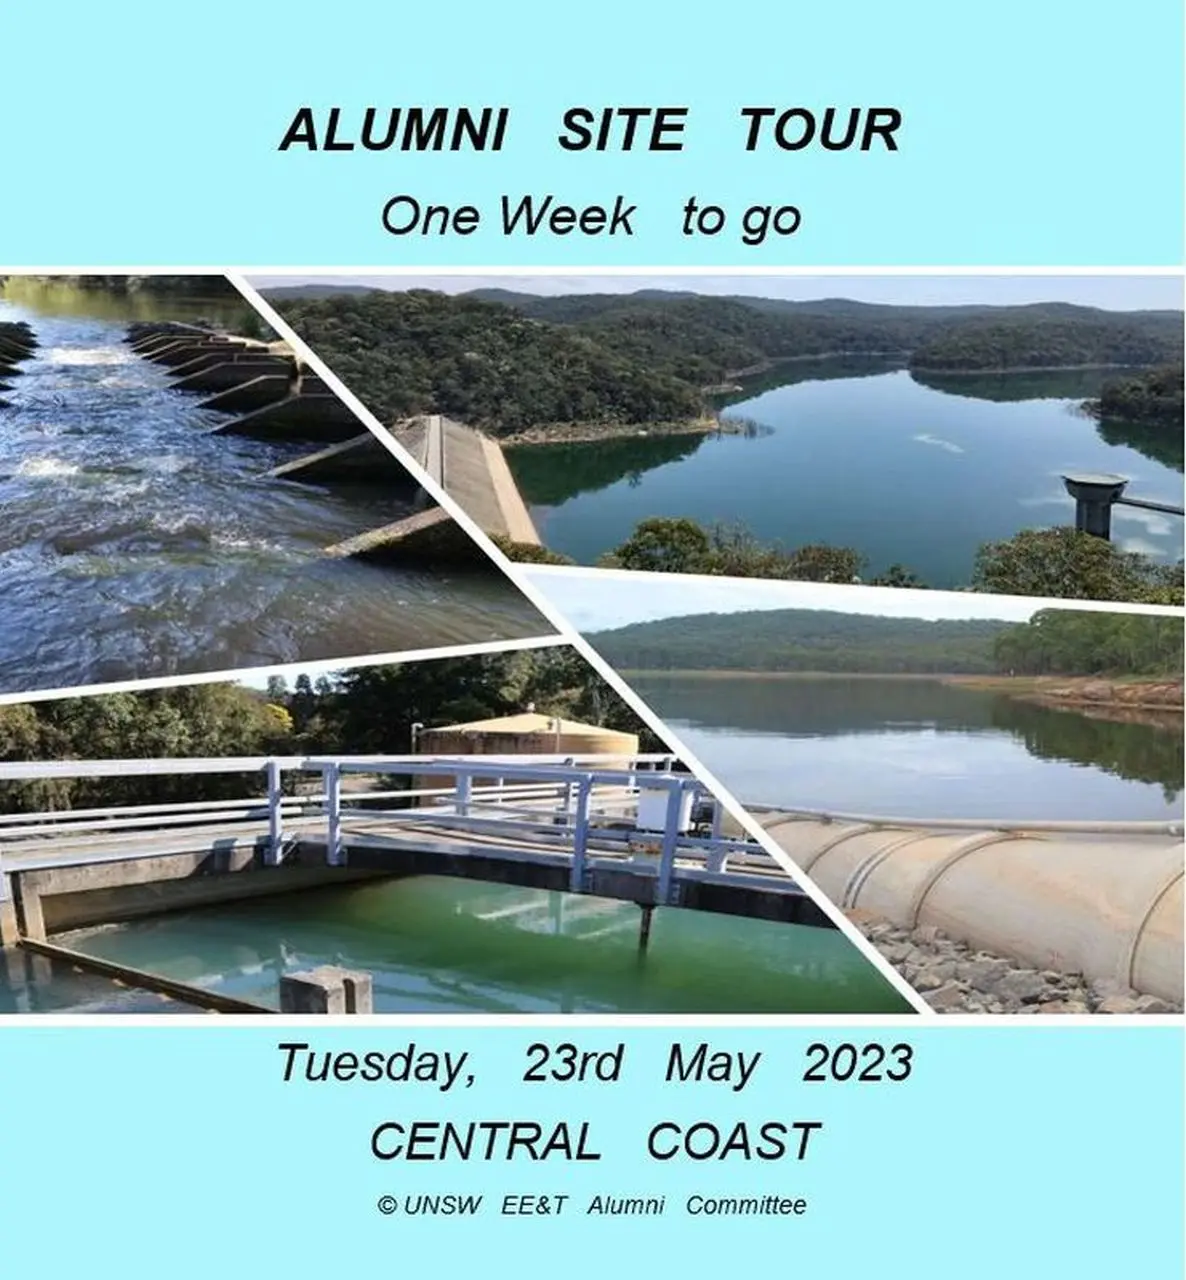 ALUMNI SITE TOUR
One Week to go
Tuesday, 23rd May 2023
CENTRAL COAST
© UNSW EE&T Alumni Committee